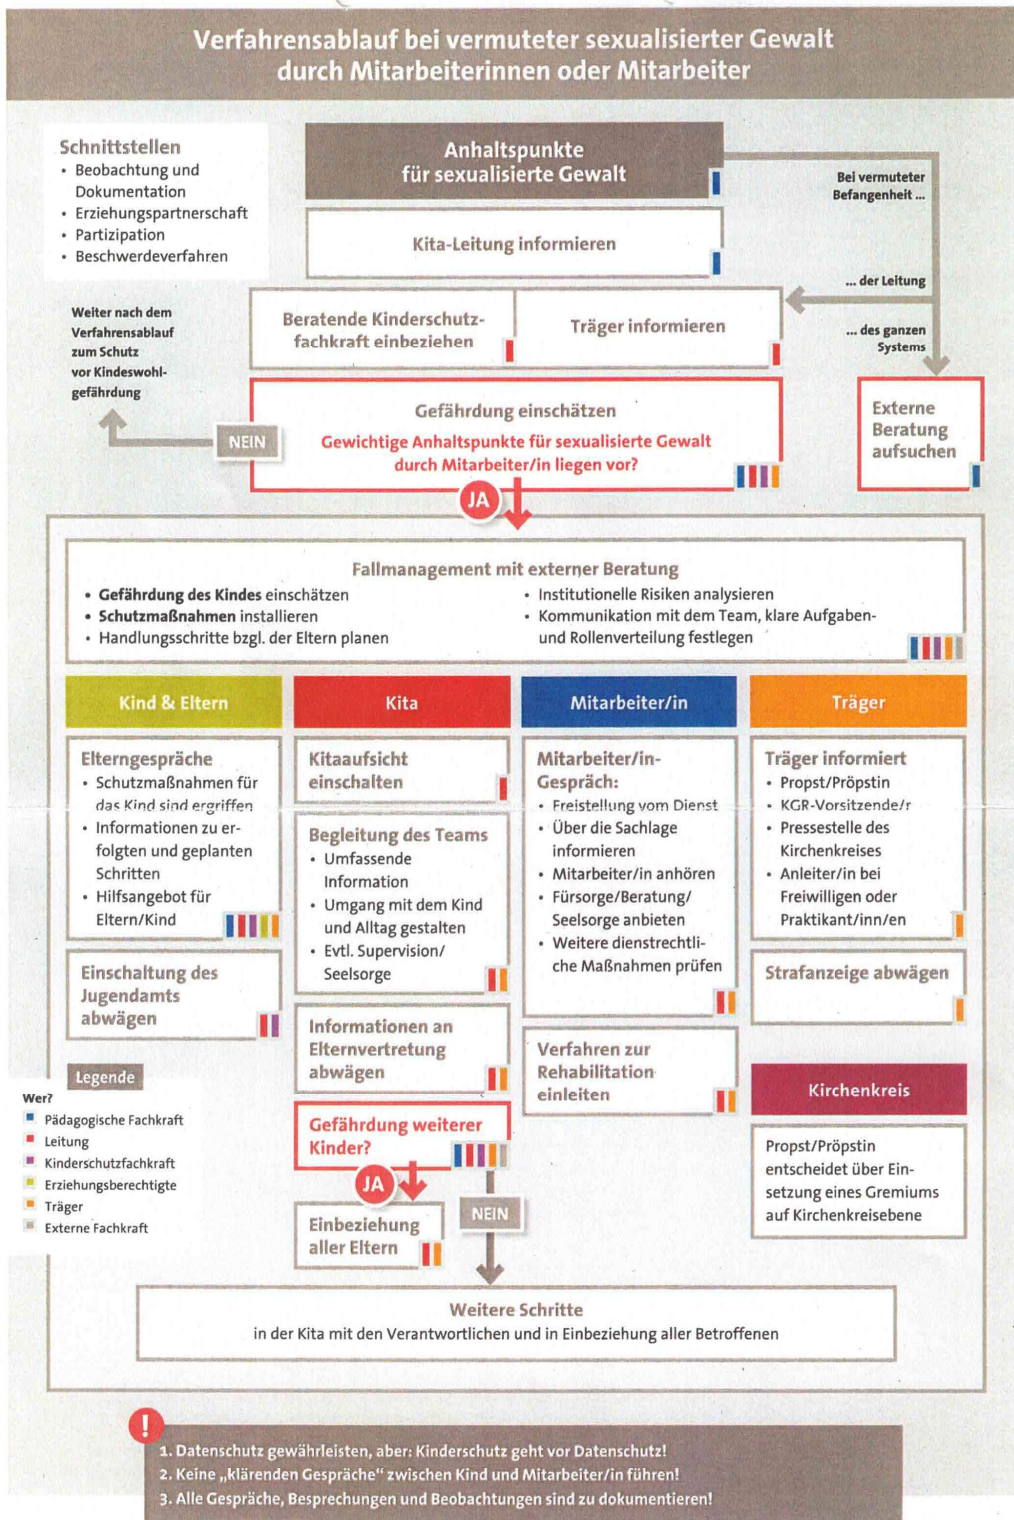 Verfahrensablauf bei vermuteter sexualisierter Gewalt
durch Mitarbeiterinnen oder Mitarbeiter
Schnittstellen
• Beobachtung und
Dokumentation
• Erziehungspartnerschaft
• Partizipation
• Beschwerdeverfahren
Anhaltspunkte
für sexualisierte Gewalt
Bei vermuteter
Befangenheit ...
Kita-Leitung informieren
... der Leitung
Weiter nach dem
Verfahrensablauf
zum Schutz
vor Kindeswohl-
gefährdung
Beratende Kinderschutz-
fachkraft einbeziehen
Träger informieren
... des ganzen
Systems
Gefährdung einschätzen
Gewichtige Anhaltspunkte für sexualisierte Gewalt
durch Mitarbeiter/in liegen vor?
NEIN
Externe
Beratung
aufsuchen
JA
Fallmanagement mit externer Beratung
• Gefährdung des Kindes einschätzen
• Schutzmaßnahmen installieren
• Handlungsschritte bzgl. der Eltern planen
• Institutionelle Risiken analysieren
• Kommunikation mit dem Team, klare Aufgaben-
und Rollenverteilung festlegen
Kind & Eltern
Elterngespräche
• Schutzmaßnahmen für
das Kind sind ergriffen
• Informationen zu er-
folgten und geplanten
Schritten
• Hilfsangebot für
Eltern/Kind
Einschaltung des
Jugendamts
abwägen
Kita
Kitaaufsicht
einschalten
Begleitung des Teams
• Umfassende
Information
• Umgang mit dem Kind
und Alltag gestalten
• Evtl. Supervision/
Seelsorge
Informationen an
Elternvertretung
abwägen
Gefährdung weiterer
Kinder?
JA
NEIN
Einbeziehung
aller Eltern
Mitarbeiter/in
Mitarbeiter/in-
Gespräch:
• Freistellung vom Dienst
• Über die Sachlage
informieren
• Mitarbeiter/in anhören
• Fürsorge/Beratung/
Seelsorge anbieten
• Weitere dienstrechtli-
che Maßnahmen prüfen
Verfahren zur
Rehabilitation
einleiten
Träger
Träger informiert
• Propst/Pröpstin
• KGR-Vorsitzende/r
• Pressestelle des
Kirchenkreises
• Anleiter/in bei
Freiwilligen oder
Praktikant/inn/en
Strafanzeige abwägen
Kirchenkreis
Propst/Pröpstin
entscheidet über Ein-
setzung eines Gremiums
auf Kirchenkreisebene
Legende
Wer?
Pädagogische Fachkraft
Leitung
Kinderschutzfachkraft
Erziehungsberechtigte
Träger
Externe Fachkraft
Weitere Schritte
in der Kita mit den Verantwortlichen und in Einbeziehung aller Betroffenen
!
1. Datenschutz gewährleisten, aber: Kinderschutz geht vor Datenschutz!
2. Keine „klärenden Gespräche“ zwischen Kind und Mitarbeiter/in führen!
3. Alle Gespräche, Besprechungen und Beobachtungen sind zu dokumentieren!